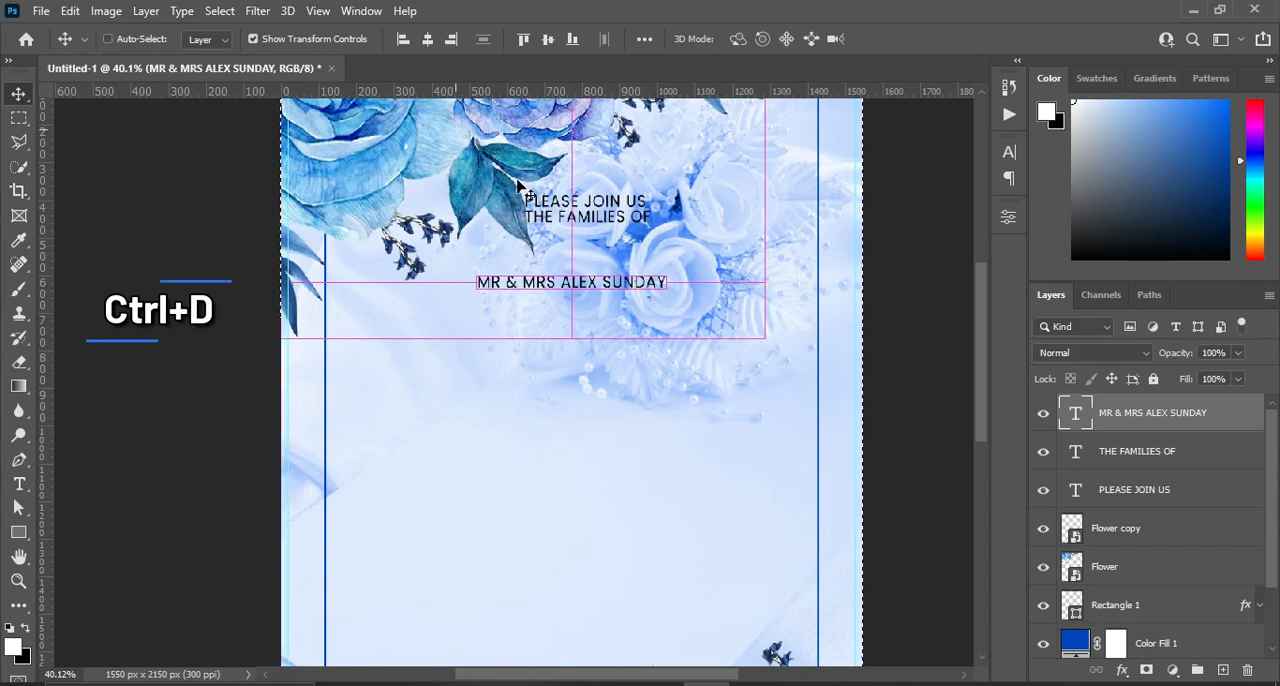 Ps File Edit Image Layer Type Select Filter 3D View Window Help
Auto-Select: Layer Show Transform Controls 3D Mode:
Untitled-1 @ 40.1% (MR & MRS ALEX SUNDAY, RGB/8) * ×
Color Swatches Gradients Patterns
600 500 400 300 200 100 0 100 200 300 400 500 600 700 800 900 1000 1100 1200 1300 1400 1500 1600 1700 180
PLEASE JOIN US
THE FAMILIES OF
MR & MRS ALEX SUNDAY
Ctrl+D
Layers Channels Paths
Kind
Normal Opacity: 100%
Lock: Fill: 100%
MR & MRS ALEX SUNDAY
THE FAMILIES OF
PLEASE JOIN US
Flower copy
Flower
Rectangle 1 fx
Color Fill 1
40.12% 1550 px x 2150 px (300 ppi)